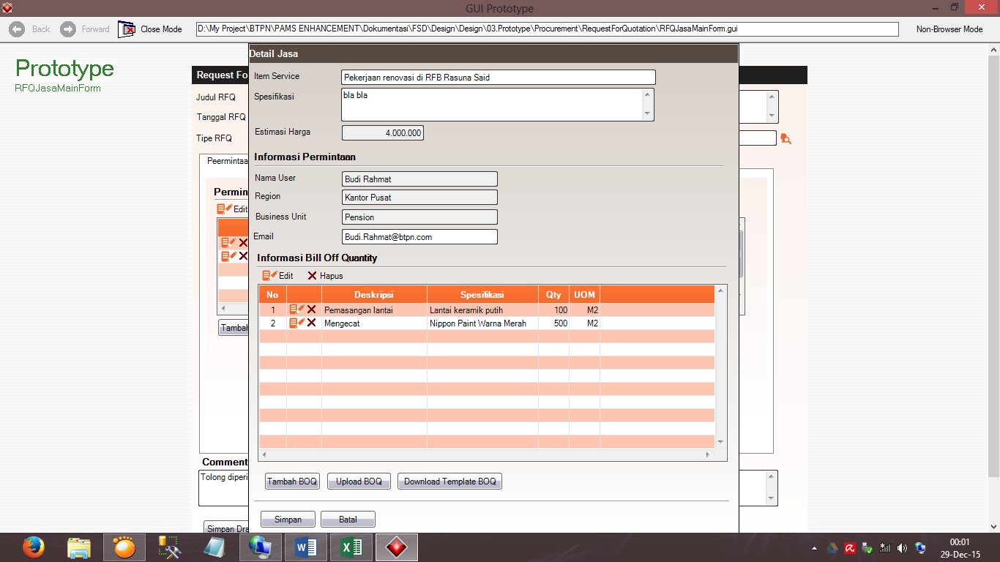 GUI Prototype
Back Forward Close Mode D:\My Project\BTPN\PAMS ENHANCEMENT\Dokumentasi\FSD\Design\Design\03.Prototype\Procurement\RequestForQuotation\RFQJasaMainForm.gui Non-Browser Mode
Prototype
RFQJasaMainForm
Request Fo
Judul RFQ
Tanggal RFQ
Tipe RFQ
Peermintaa
Permin
Edit
Tambah
Comment
Tolong diperi
Simpan Dra
Detail Jasa
Item Service Pekerjaan renovasi di RFB Rasuna Said
Spesifikasi bla bla
Estimasi Harga 4.000.000
Informasi Permintaan
Nama User Budi Rahmat
Region Kantor Pusat
Business Unit Pension
Email Budi.Rahmat@btpn.com
Informasi Bill Off Quantity
Edit Hapus
No Deskripsi Spesifikasi Qty UOM
1 Pemasangan lantai Lantai keramik putih 100 M2
2 Mengecat Nippon Paint Warna Merah 500 M2
Tambah BOQ Upload BOQ Download Template BOQ
Simpan Batal
00:01
29-Dec-15